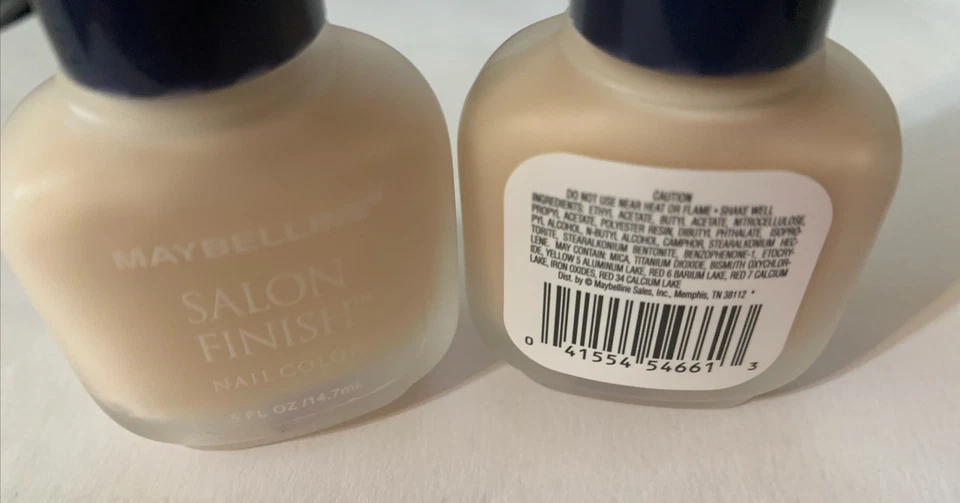 MAYBELLINE
SALON
FINISH
NAIL COLOR
.5 FL OZ /14.7mL
CAUTION
DO NOT USE NEAR HEAT OR FLAME • SHAKE WELL
INGREDIENTS: ETHYL ACETATE, BUTYL ACETATE, NITROCELLULOSE,
PROPYL ACETATE, POLYESTER RESIN, DIBUTYL PHTHALATE, ISOPRO-
PYL ALCOHOL, N-BUTYL ALCOHOL, CAMPHOR, STEARALKONIUM HEC-
TORITE, STEARALKONIUM BENTONITE, BENZOPHENONE-1, ETOCRY-
LENE. MAY CONTAIN: MICA, TITANIUM DIOXIDE, BISMUTH OXYCHLOR-
IDE, YELLOW 5 ALUMINUM LAKE, RED 6 BARIUM LAKE, RED 7 CALCIUM
LAKE, IRON OXIDES, RED 34 CALCIUM LAKE
Dist. by © Maybelline Sales, Inc., Memphis, TN 38112
0 41554 54661 3